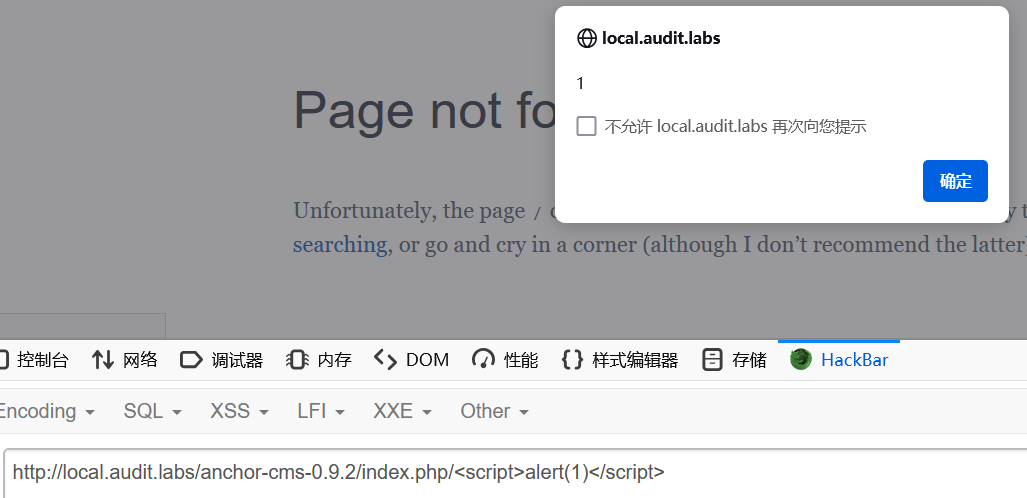 local.audit.labs
1
不允许 local.audit.labs 再次向您提示
确定
Page not fo
Unfortunately, the page /
searching, or go and cry in a corner (although I don’t recommend the latter)
控制台 网络 调试器 内存 DOM 性能 样式编辑器 存储 HackBar
Encoding SQL XSS LFI XXE Other
http://local.audit.labs/anchor-cms-0.9.2/index.php/<script>alert(1)</script>